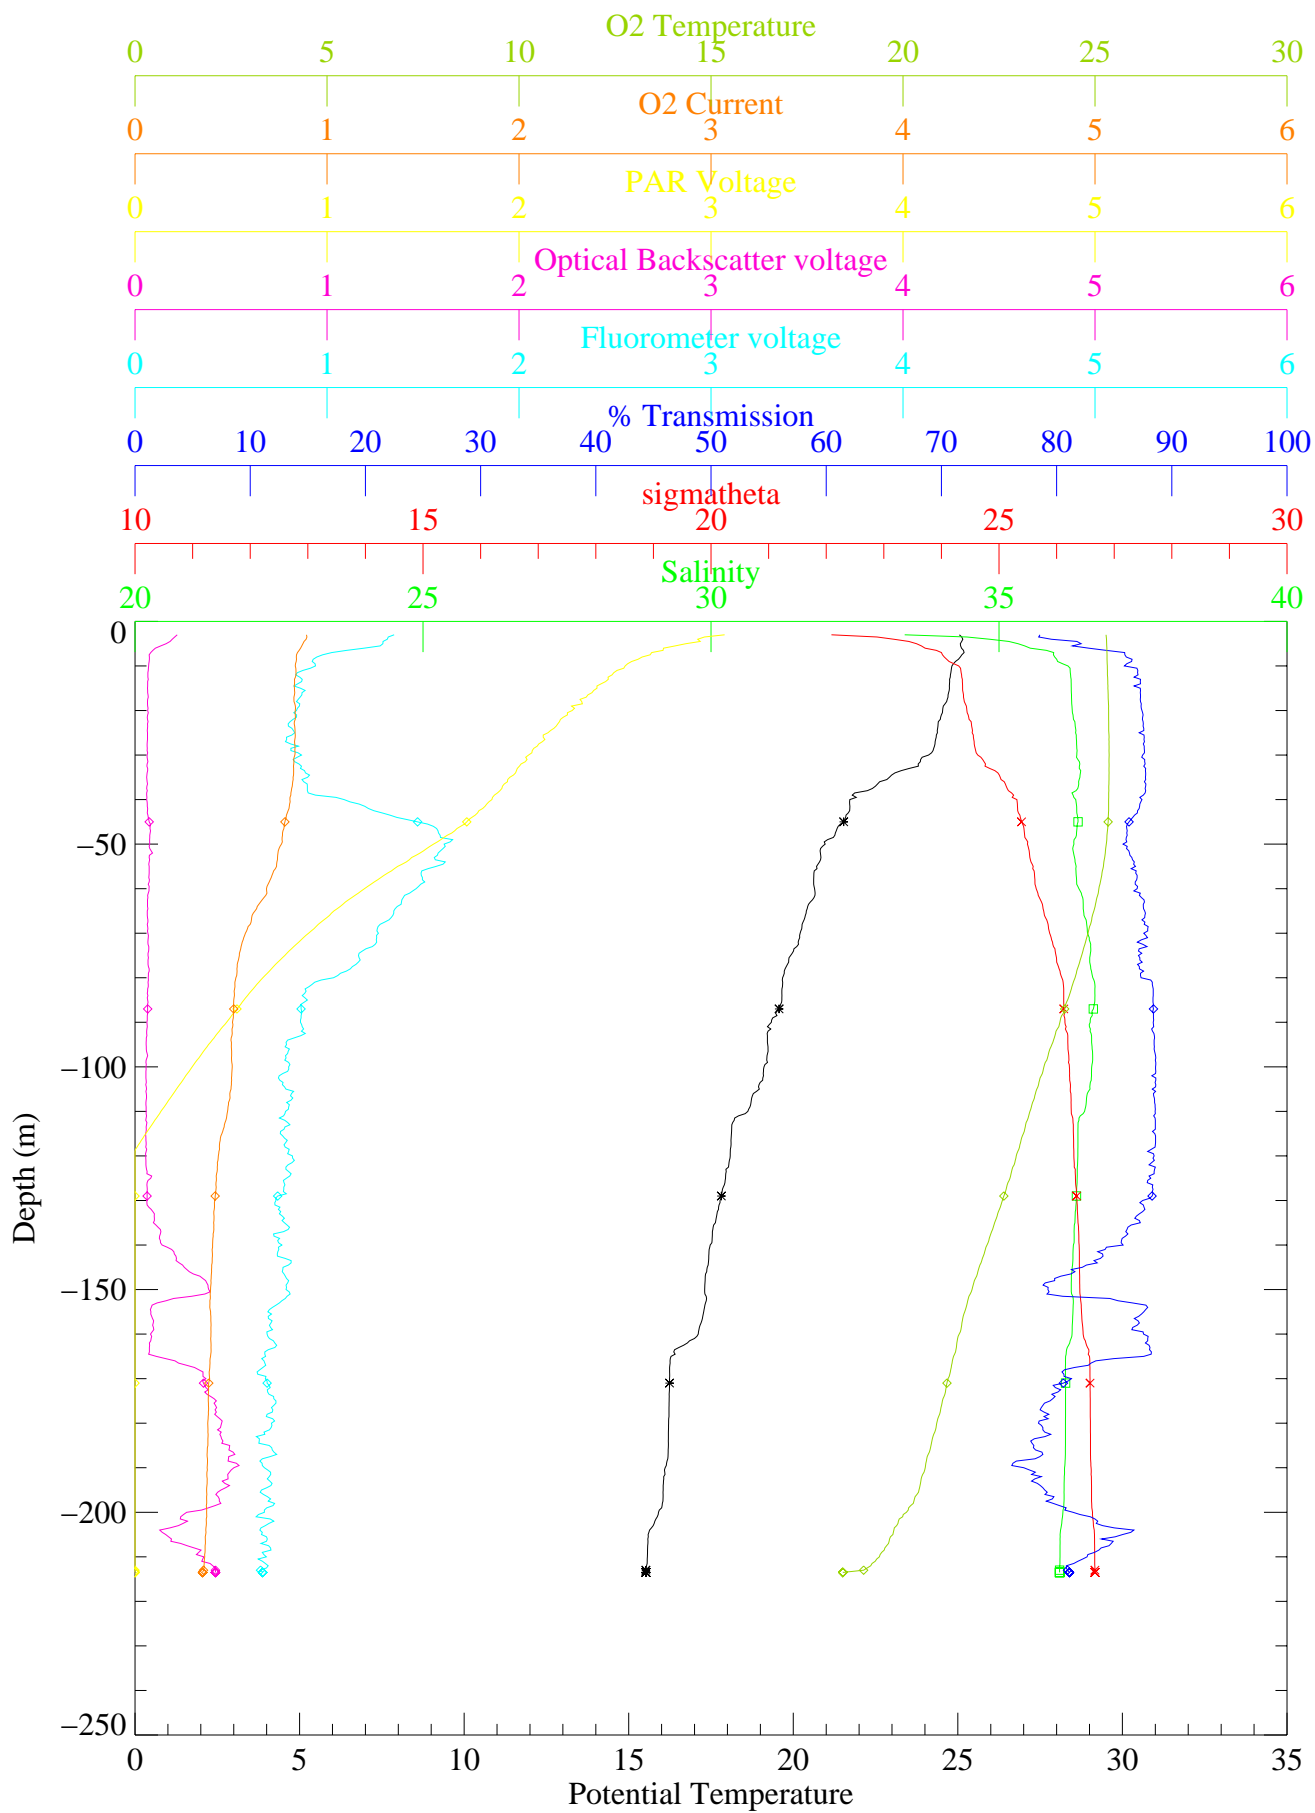 O2 Temperature
0 5 10 15 20 25 30
O2 Current
0 1 2 3 4 5 6
PAR Voltage
0 1 2 3 4 5 6
Optical Backscatter voltage
0 1 2 3 4 5 6
Fluorometer voltage
0 1 2 3 4 5 6
% Transmission
0 10 20 30 40 50 60 70 80 90 100
sigmatheta
10 15 20 25 30
Salinity
20 25 30 35 40
0
−50
−100
Depth (m)
−150
−200
−250
0 5 10 15 20 25 30 35
Potential Temperature